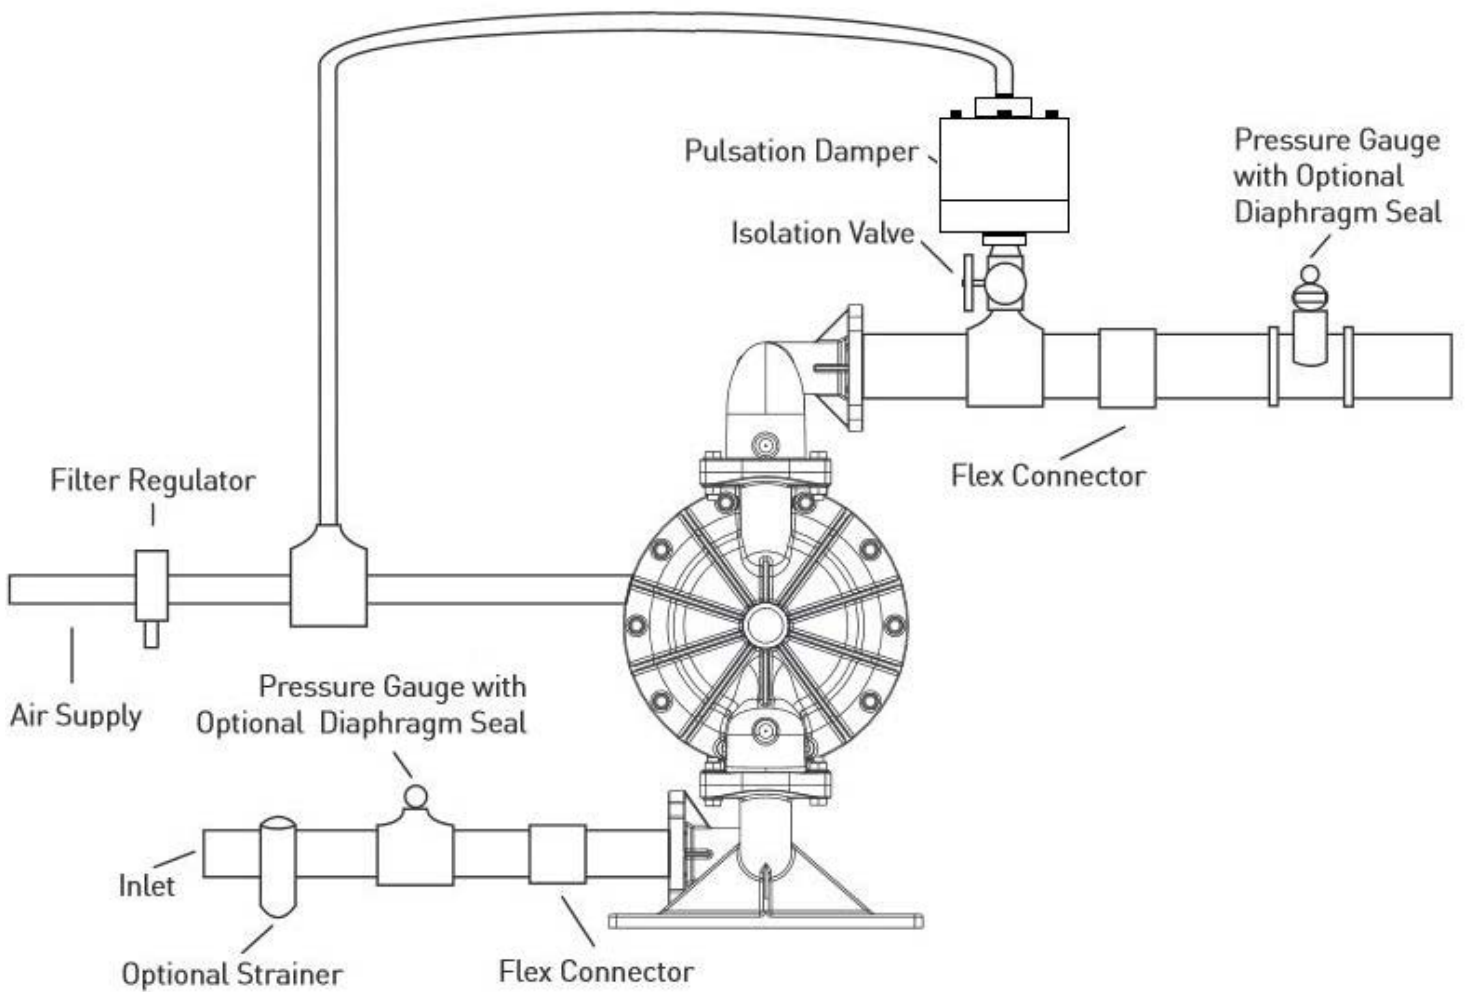 Pulsation Damper
Pressure Gauge
with Optional
Diaphragm Seal
Isolation Valve
Filter Regulator
Flex Connector
Air Supply
Pressure Gauge with
Optional Diaphragm Seal
Inlet
Optional Strainer
Flex Connector